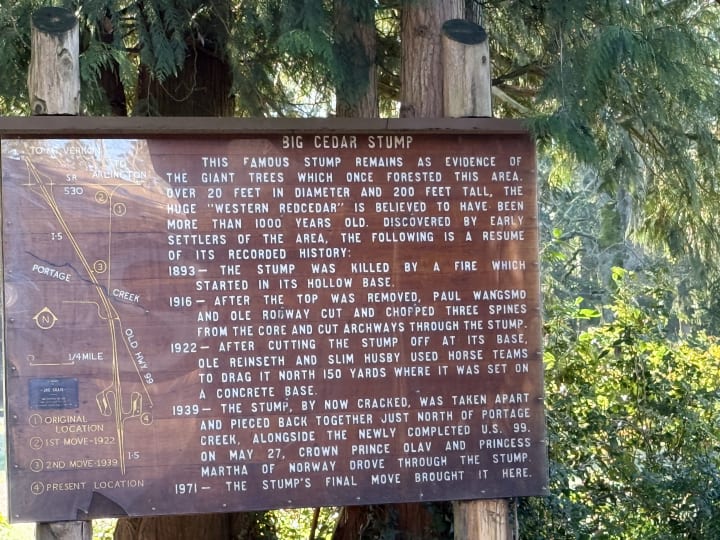 BIG CEDAR STUMP
THIS FAMOUS STUMP REMAINS AS EVIDENCE OF
THE GIANT TREES WHICH ONCE FORESTED THIS AREA.
OVER 20 FEET IN DIAMETER AND 200 FEET TALL, THE
HUGE "WESTERN REDCEDAR" IS BELIEVED TO HAVE BEEN
MORE THAN 1000 YEARS OLD. DISCOVERED BY EARLY
SETTLERS OF THE AREA, THE FOLLOWING IS A RESUME
OF ITS RECORDED HISTORY:
1893 — THE STUMP WAS KILLED BY A FIRE WHICH
STARTED IN ITS HOLLOW BASE.
1916 — AFTER THE TOP WAS REMOVED, PAUL WANGSMO
AND OLE RODWAY CUT AND CHOPPED THREE SPINES
FROM THE CORE AND CUT ARCHWAYS THROUGH THE STUMP.
1922 — AFTER CUTTING THE STUMP OFF AT ITS BASE,
OLE REINSETH AND SLIM HUSBY USED HORSE TEAMS
TO DRAG IT NORTH 150 YARDS WHERE IT WAS SET ON
A CONCRETE BASE.
1939 — THE STUMP, BY NOW CRACKED, WAS TAKEN APART
AND PIECED BACK TOGETHER JUST NORTH OF PORTAGE
CREEK, ALONGSIDE THE NEWLY COMPLETED U.S. 99.
ON MAY 27, CROWN PRINCE OLAV AND PRINCESS
MARTHA OF NORWAY DROVE THROUGH THE STUMP.
1971 — THE STUMP'S FINAL MOVE BROUGHT IT HERE.
TO MT. VERNON
TO
ARLINGTON
SR
530
2
1
I-5
3
PORTAGE
CREEK
N
OLD HWY 99
1/4 MILE
4
1 ORIGINAL
LOCATION
2 1ST MOVE-1922
3 2ND MOVE-1939
I-5
4 PRESENT LOCATION